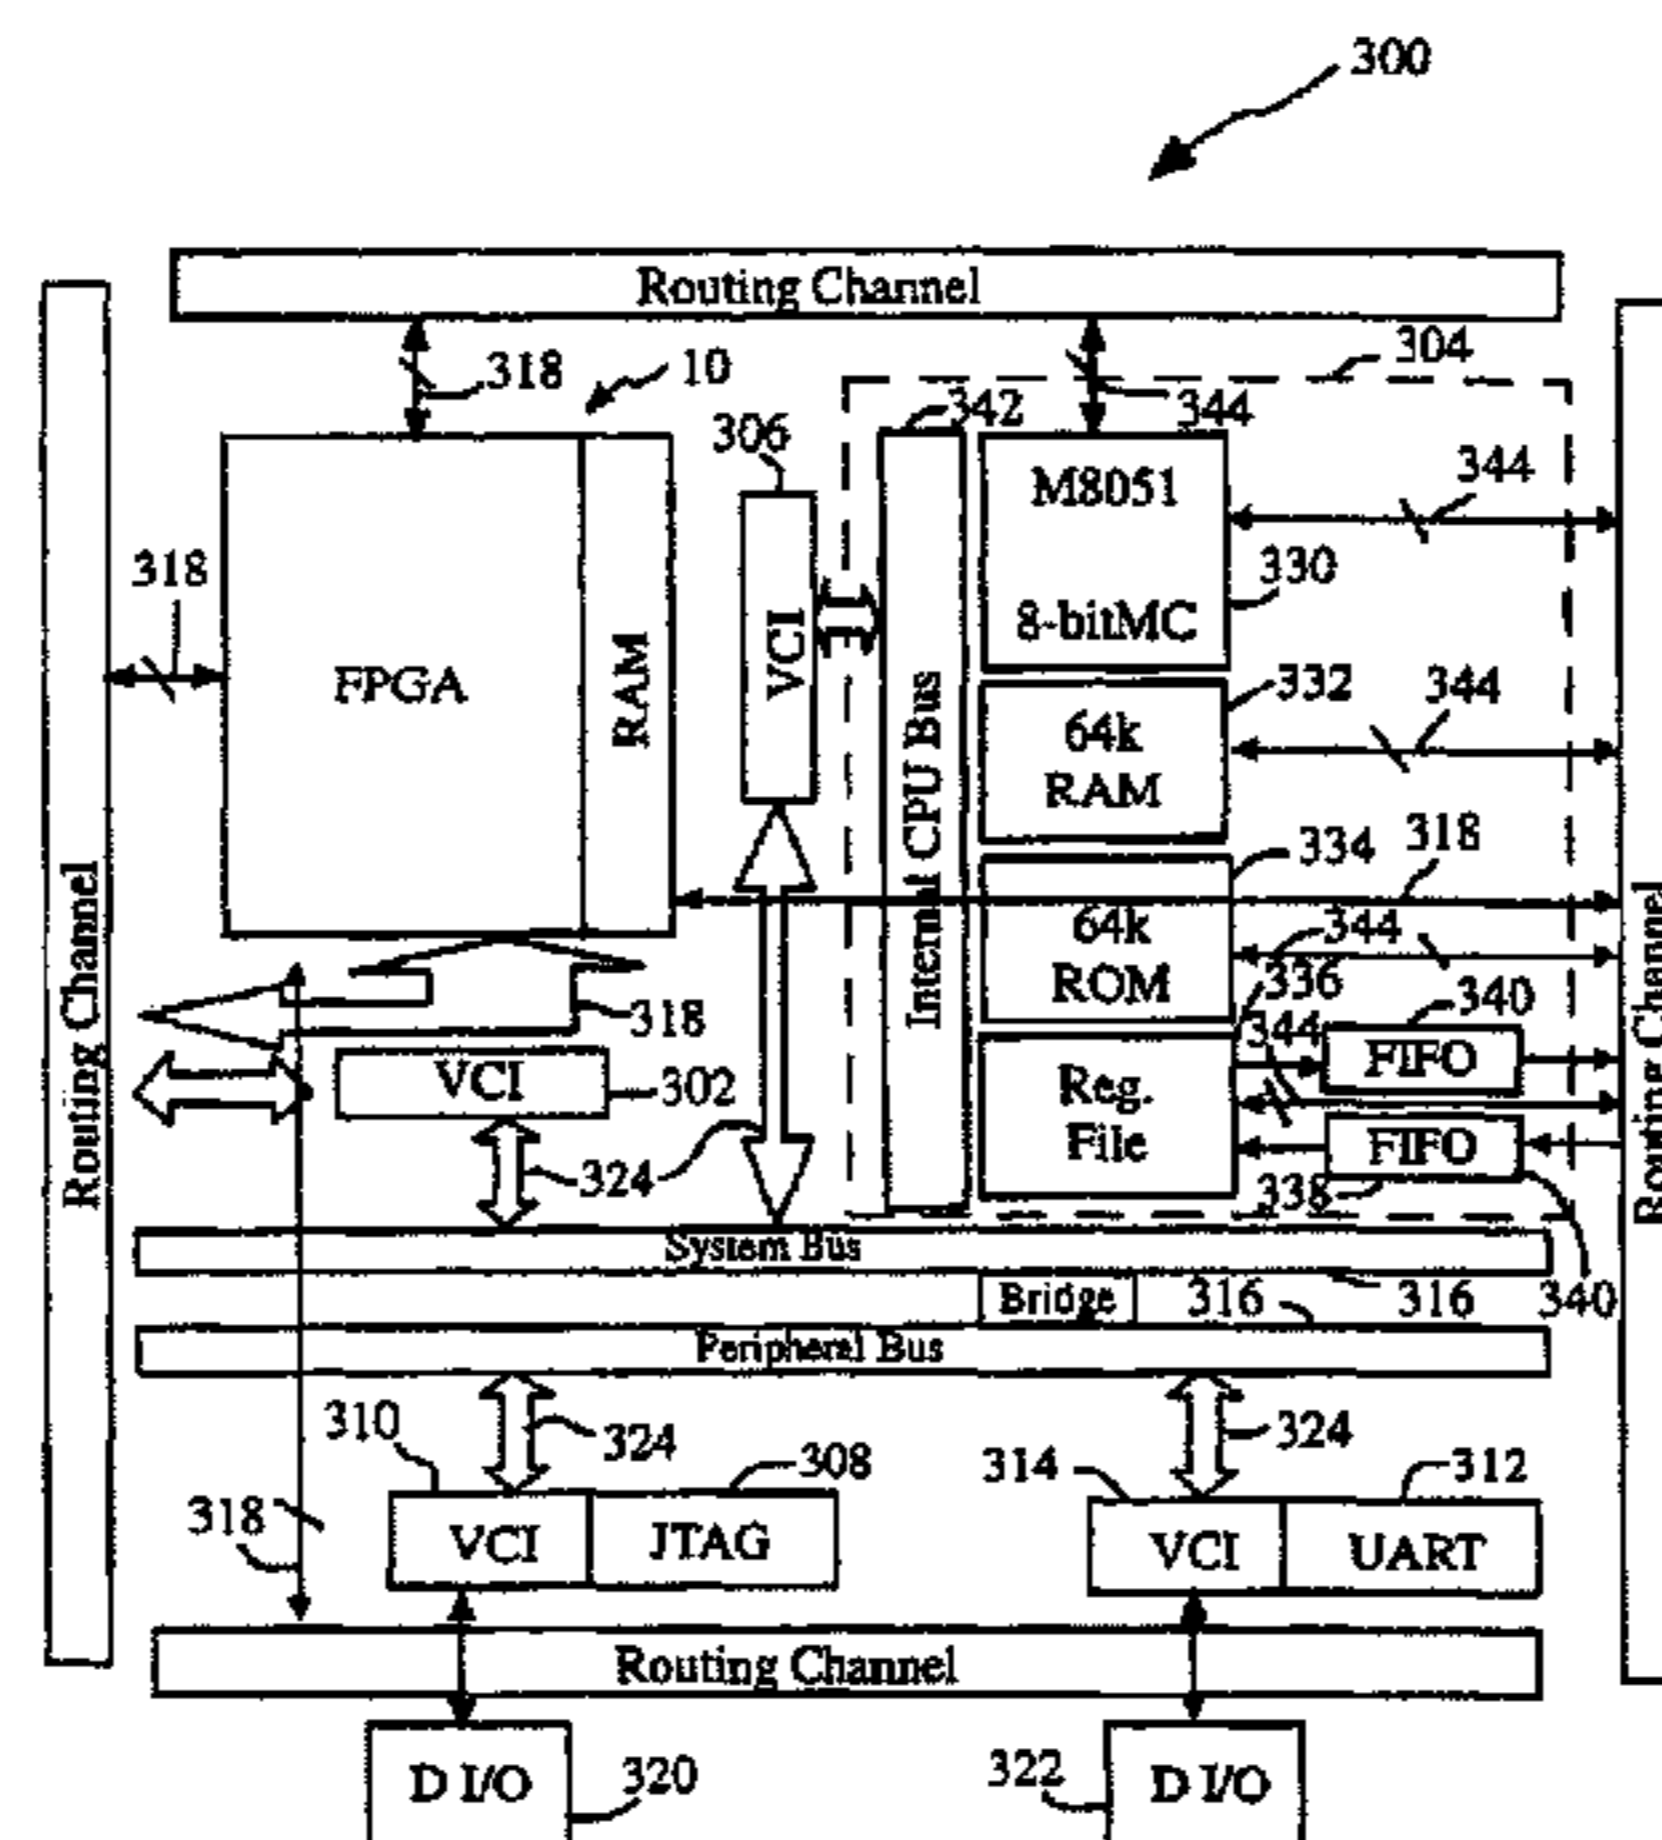 300
Routing Channel
304
318
10
344
342
306
M8051
344
318
330
8-bitMC
FPGA
RAM
VCI
Internal CPU Bus
332
344
64k
RAM
334
318
64k
ROM
344
336
318
340
344
FIFO
VCI
302
Reg.
File
FIFO
324
338
Routing Channel
Routing Channel
System Bus
Bridge
316
316
340
Peripheral Bus
310
324
308
314
324
312
318
VCI
JTAG
VCI
UART
Routing Channel
D I/O
320
322
D I/O